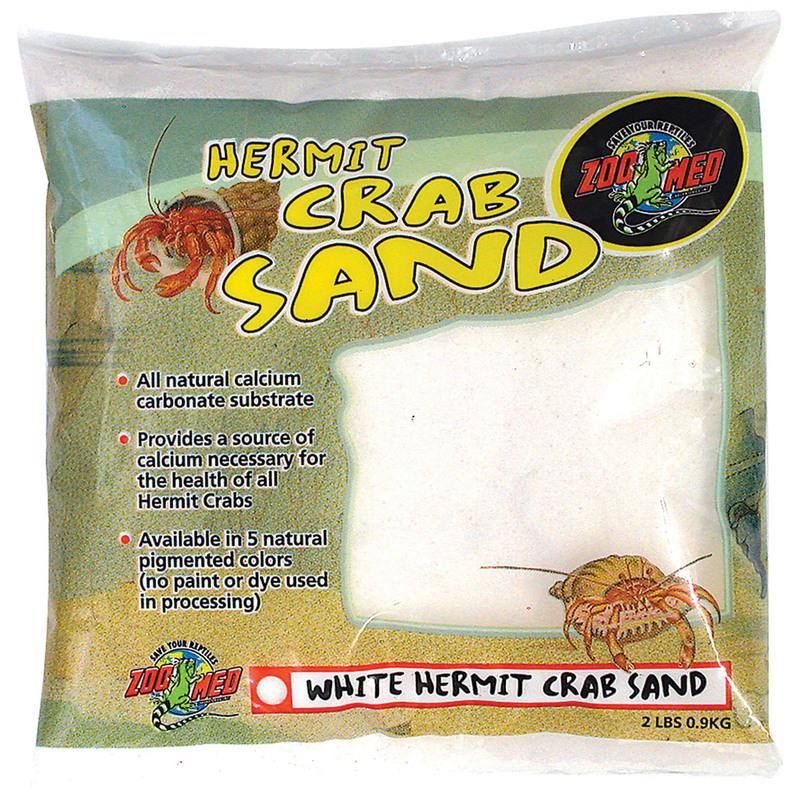 HERMIT
CRAB
SAND
SAVE YOUR REPTILES
ZOO MED
• All natural calcium
carbonate substrate
• Provides a source of
calcium necessary for
the health of all
Hermit Crabs
• Available in 5 natural
pigmented colors
(no paint or dye used
in processing)
SAVE YOUR REPTILES
ZOO MED
WHITE HERMIT CRAB SAND
2 LBS 0.9KG